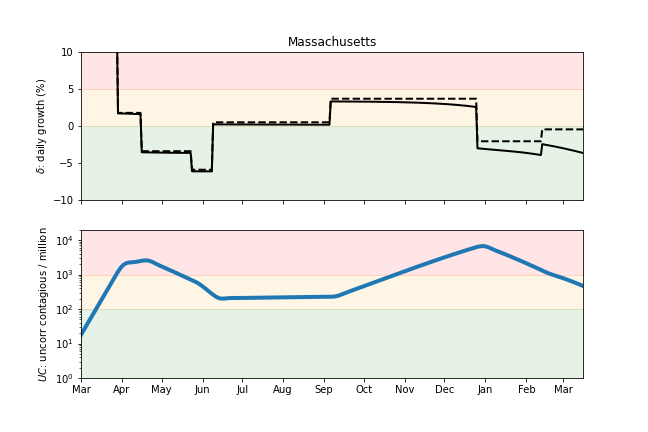 Massachusetts
δ: daily growth (%)
10
5
0
−5
−10
UC: uncorr contagious / million
10⁴
10³
10²
10¹
10⁰
Mar Apr May Jun Jul Aug Sep Oct Nov Dec Jan Feb Mar